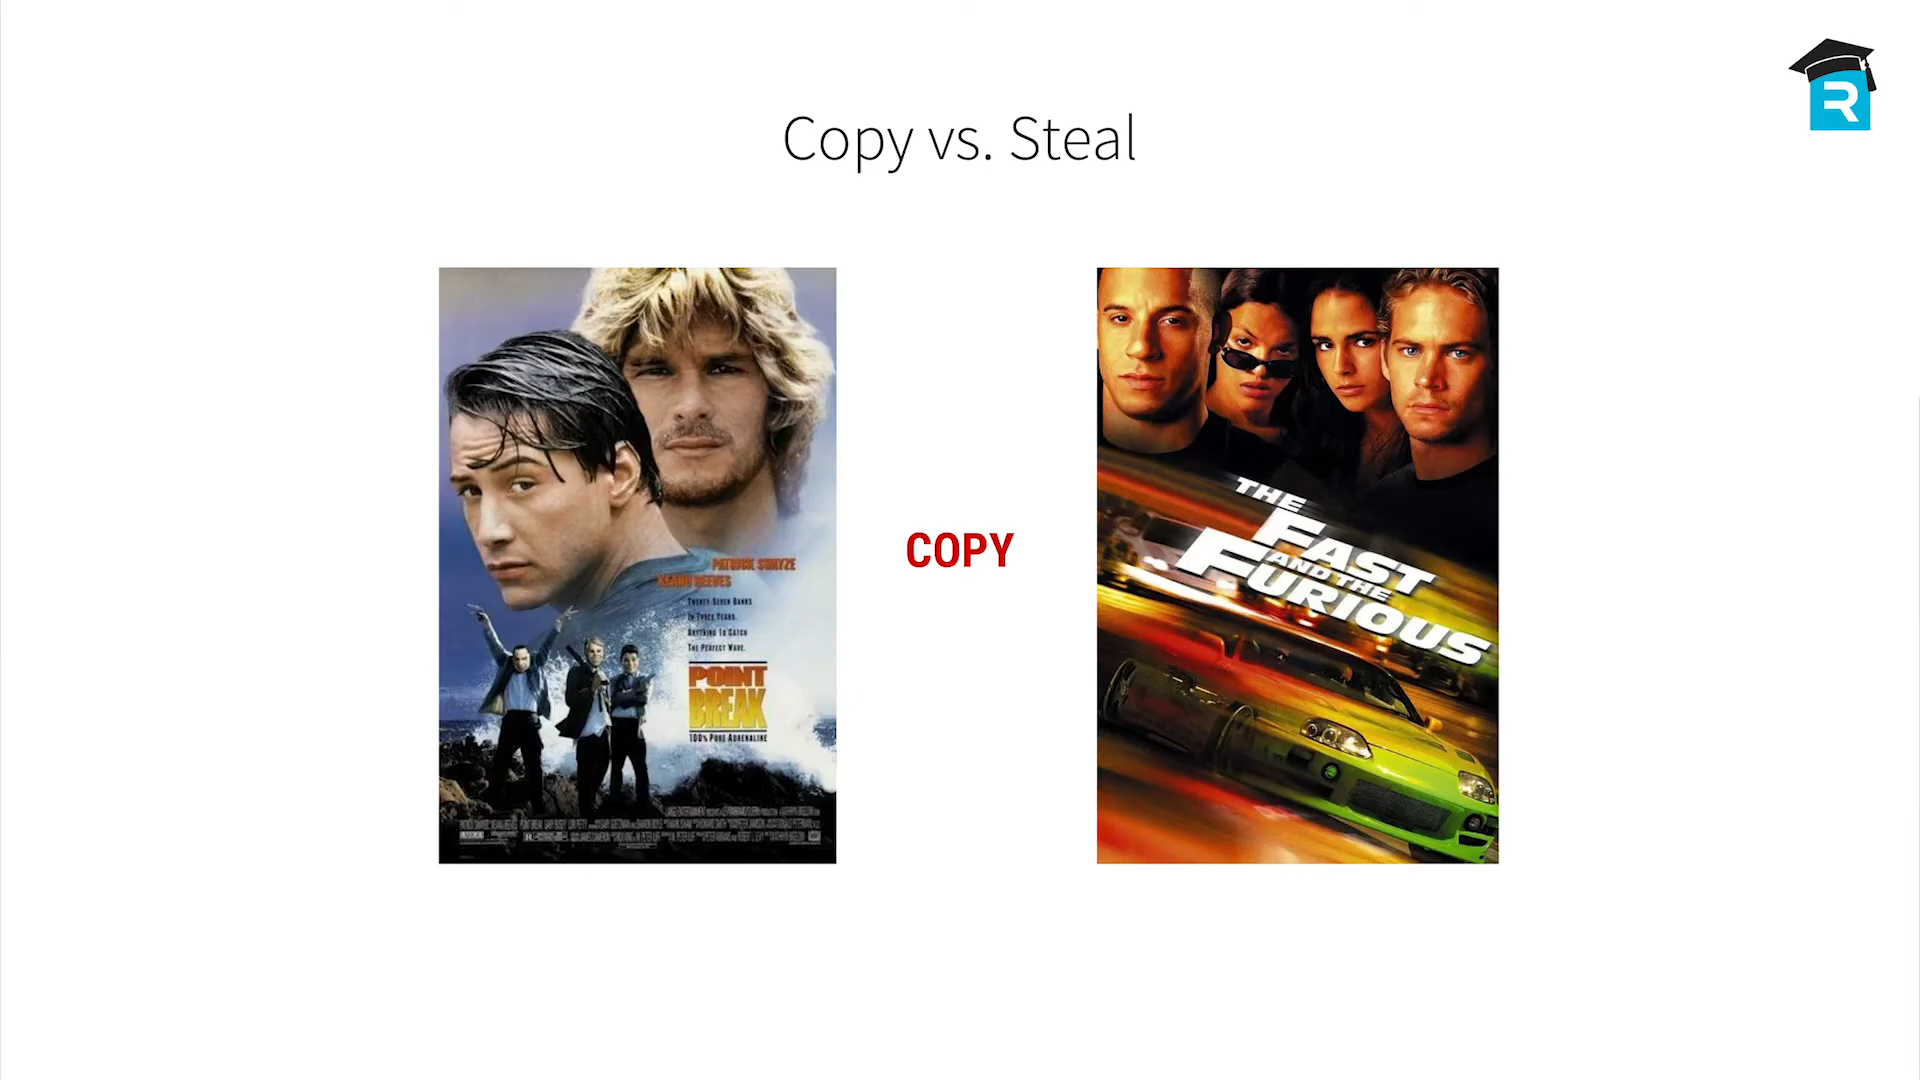 Copy vs. Steal
R
PATRICK SWAYZE
KEANU REEVES
TWENTY-SEVEN BANKS
IN THREE YEARS.
ANYTHING TO CATCH
THE PERFECT WAVE.
POINT
BREAK
100% PURE ADRENALINE
COPY
THE
FAST
AND THE
FURIOUS